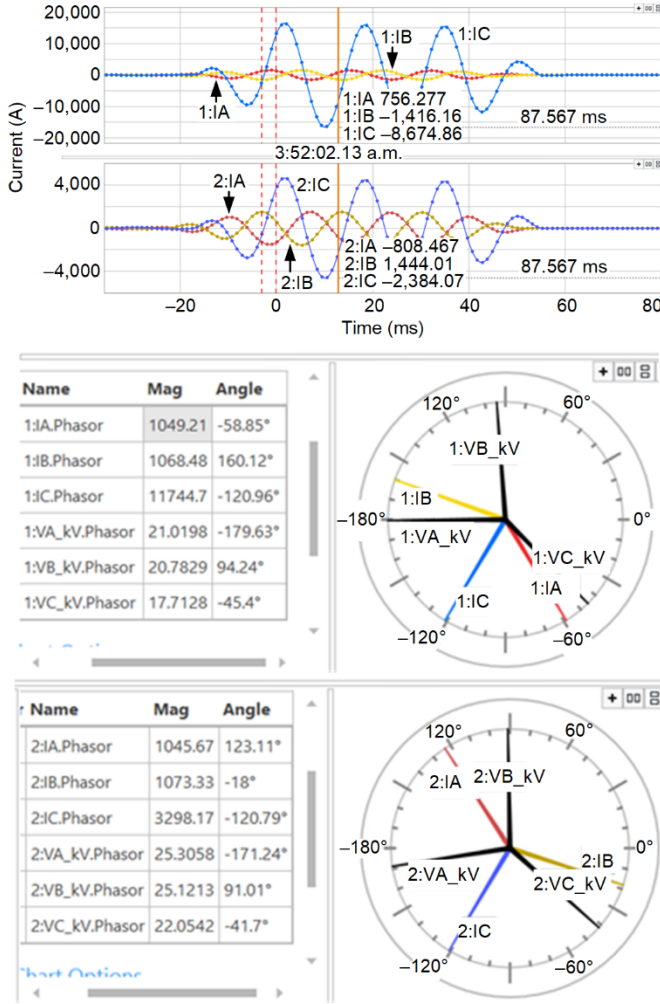 20,000
10,000
0
–10,000
–20,000
Current (A)
1:IA
1:IB
1:IC
1:IA 756.277
1:IB –1,416.16
1:IC –8,674.86
87.567 ms
3:52:02.13 a.m.
4,000
0
–4,000
2:IA
2:IC
2:IB
2:IA –808.467
2:IB 1,444.01
2:IC –2,384.07
87.567 ms
–20 0 20 40 60 80
Time (ms)
Name Mag Angle
1:IA.Phasor 1049.21 -58.85°
1:IB.Phasor 1068.48 160.12°
1:IC.Phasor 11744.7 -120.96°
1:VA_kV.Phasor 21.0198 -179.63°
1:VB_kV.Phasor 20.7829 94.24°
1:VC_kV.Phasor 17.7128 -45.4°
120°
60°
1:VB_kV
1:IB
–180°
0°
1:VA_kV
1:VC_kV
1:IA
1:IC
–120°
–60°
Name Mag Angle
2:IA.Phasor 1045.67 123.11°
2:IB.Phasor 1073.33 -18°
2:IC.Phasor 3298.17 -120.79°
2:VA_kV.Phasor 25.3058 -171.24°
2:VB_kV.Phasor 25.1213 91.01°
2:VC_kV.Phasor 22.0542 -41.7°
Chart Options
120°
60°
2:IA
2:VB_kV
–180°
0°
2:IB
2:VA_kV
2:VC_kV
2:IC
–120°
–60°